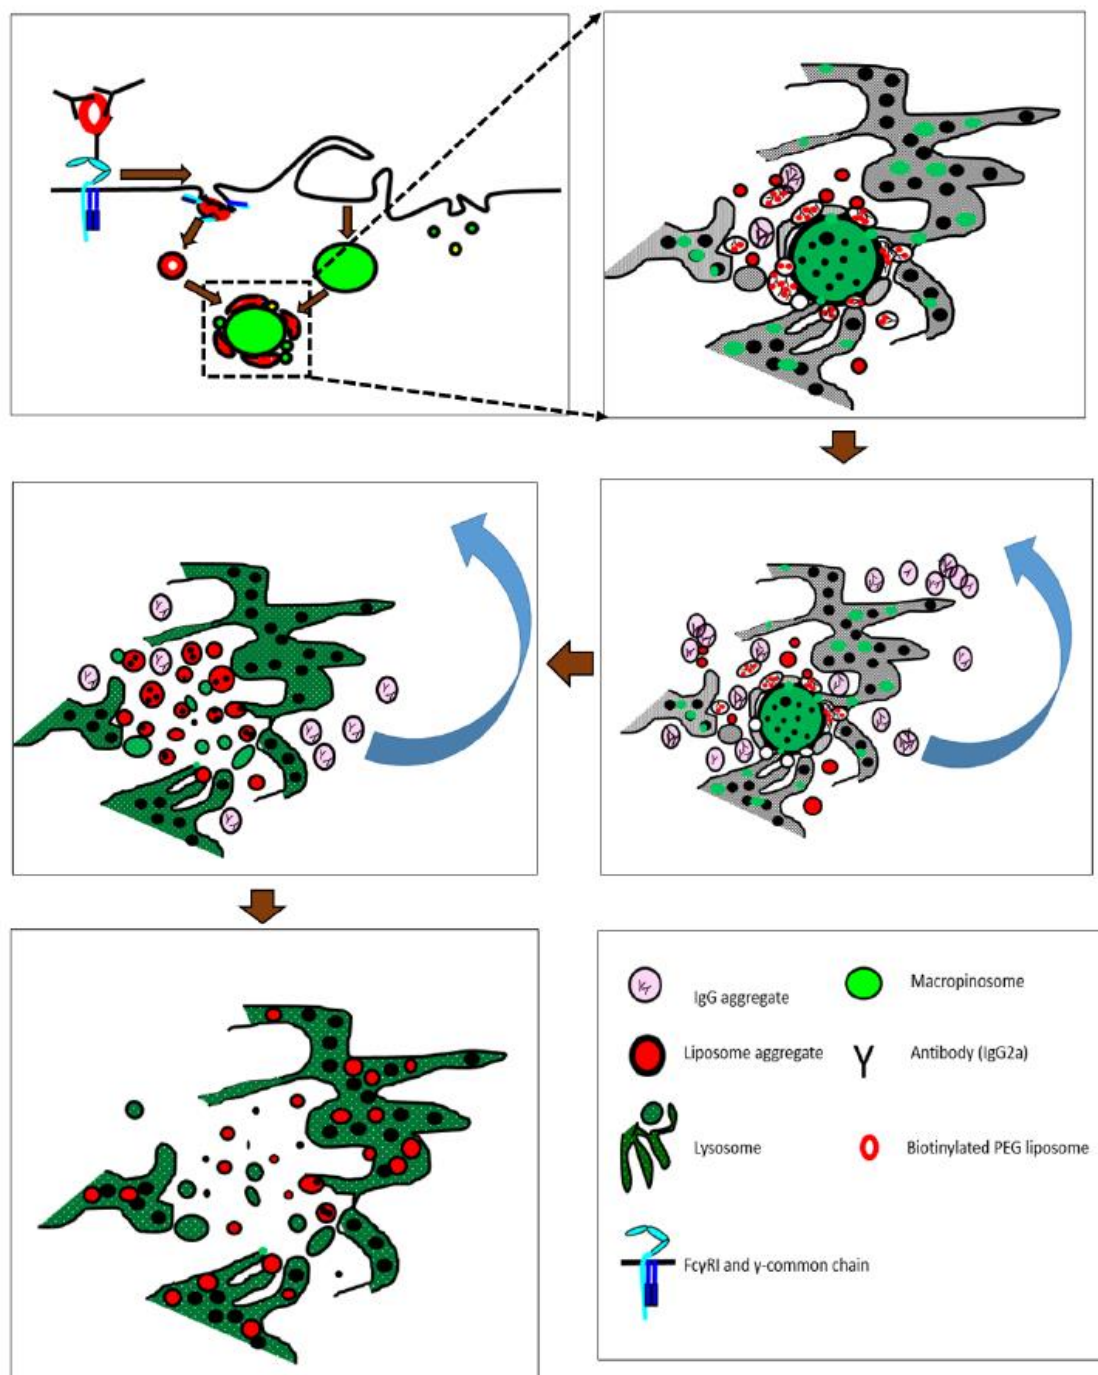 IgG aggregate
Macropinosome
Liposome aggregate
Antibody (IgG2a)
Lysosome
Biotinylated PEG liposome
FcγRI and γ-common chain